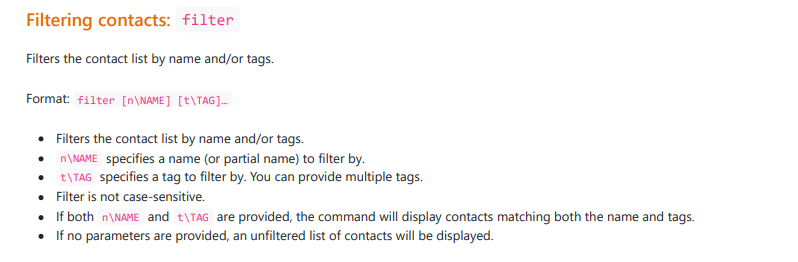 Filtering contacts: filter
Filters the contact list by name and/or tags.
Format: filter [n\NAME] [t\TAG]…
• Filters the contact list by name and/or tags.
• n\NAME specifies a name (or partial name) to filter by.
• t\TAG specifies a tag to filter by. You can provide multiple tags.
• Filter is not case-sensitive.
• If both n\NAME and t\TAG are provided, the command will display contacts matching both the name and tags.
• If no parameters are provided, an unfiltered list of contacts will be displayed.